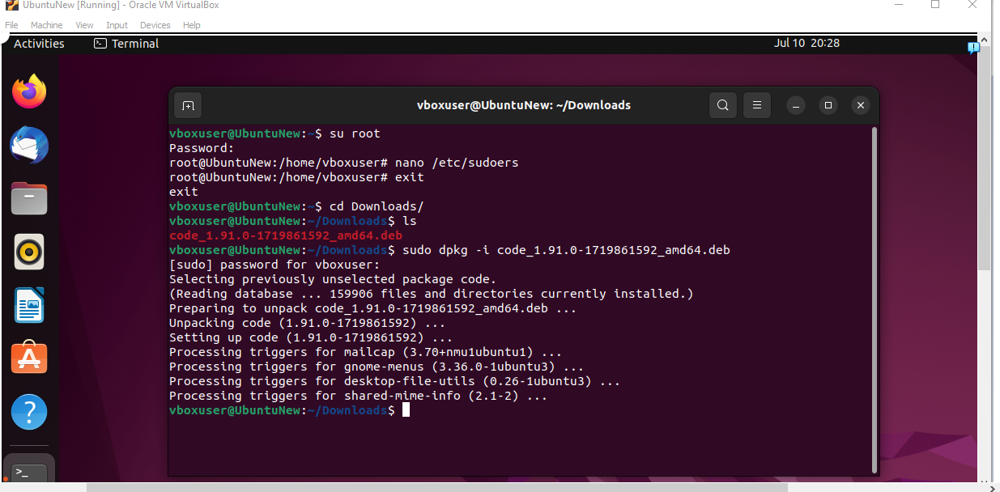 UbuntuNew [Running] - Oracle VM VirtualBox
File Machine View Input Devices Help
Activities Terminal Jul 10 20:28
vboxuser@UbuntuNew: ~/Downloads
vboxuser@UbuntuNew:~$ su root
Password:
root@UbuntuNew:/home/vboxuser# nano /etc/sudoers
root@UbuntuNew:/home/vboxuser# exit
exit
vboxuser@UbuntuNew:~$ cd Downloads/
vboxuser@UbuntuNew:~/Downloads$ ls
code_1.91.0-1719861592_amd64.deb
vboxuser@UbuntuNew:~/Downloads$ sudo dpkg -i code_1.91.0-1719861592_amd64.deb
[sudo] password for vboxuser:
Selecting previously unselected package code.
(Reading database ... 159906 files and directories currently installed.)
Preparing to unpack code_1.91.0-1719861592_amd64.deb ...
Unpacking code (1.91.0-1719861592) ...
Setting up code (1.91.0-1719861592) ...
Processing triggers for mailcap (3.70+nmu1ubuntu1) ...
Processing triggers for gnome-menus (3.36.0-1ubuntu3) ...
Processing triggers for desktop-file-utils (0.26-1ubuntu3) ...
Processing triggers for shared-mime-info (2.1-2) ...
vboxuser@UbuntuNew:~/Downloads$